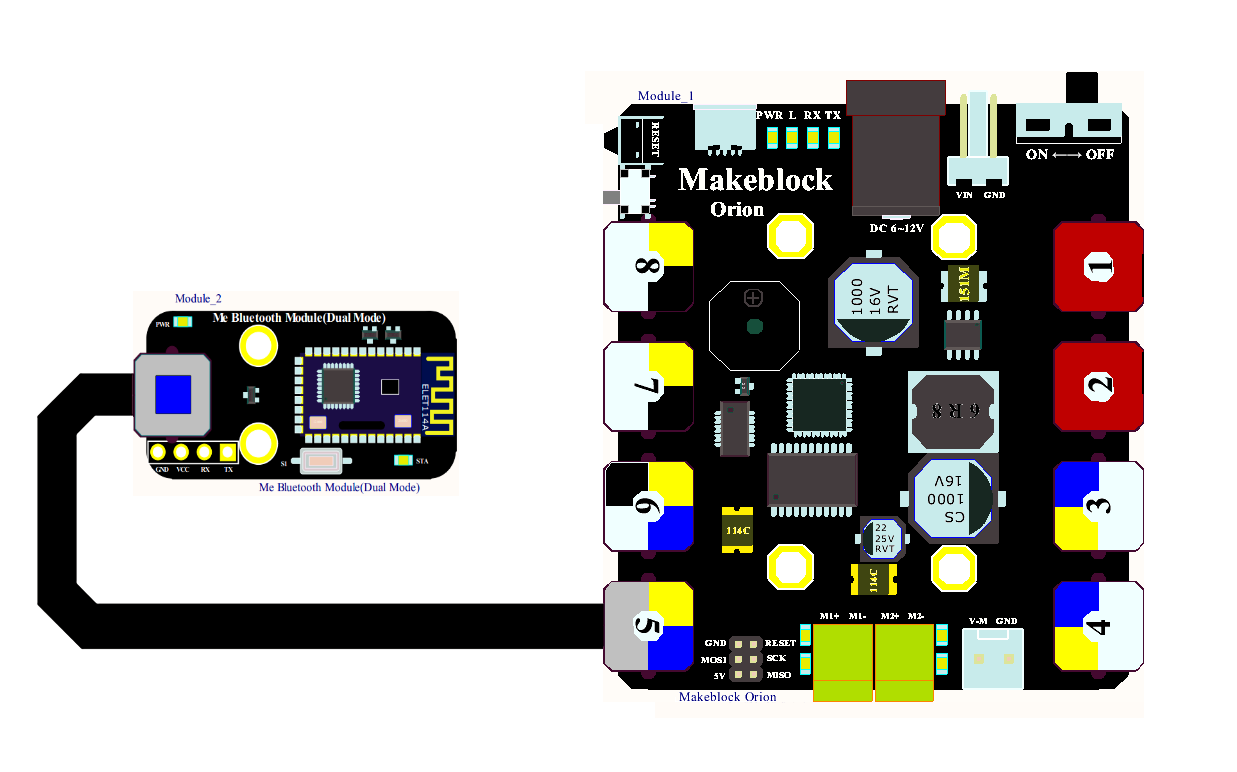 Module_1
PWR L RX TX
RESET
ON ←→ OFF
Makeblock
Orion
VIN GND
DC 6~12V
8
1
1000
16V
RVT
151M
Module_2
PWR
Me Bluetooth Module(Dual Mode)
ELET114A
7
2
6R8
GND VCC RX TX
S1
STA
Me Bluetooth Module(Dual Mode)
6
3
CS
1000
16V
114C
22
25V
RVT
114C
5
4
M1+ M1- M2+ M2-
V-M GND
GND RESET
MOSI SCK
5V MISO
Makeblock Orion